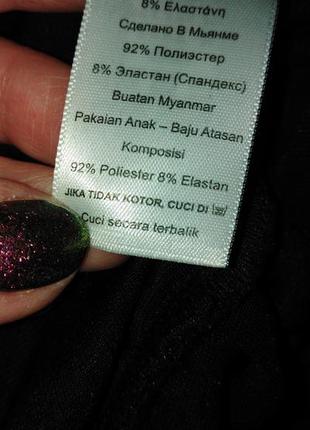 8% Ελαστάνη
Сделано В Мьянме
92% Полиэстер
8% Эластан (Спандекс)
Buatan Myanmar
Pakaian Anak – Baju Atasan
Komposisi
92% Poliester 8% Elastan
JIKA TIDAK KOTOR, CUCI DI
Cuci secara terbalik